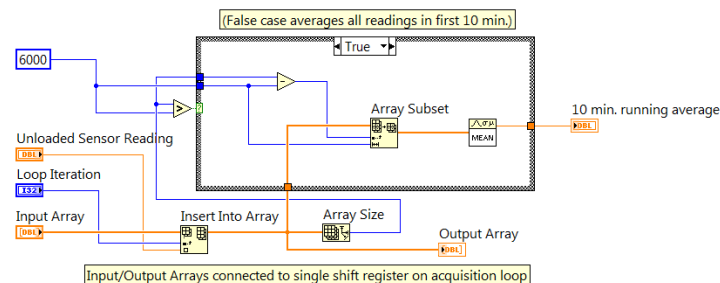 (False case averages all readings in first 10 min.)
True
6000
>
?
-
Array Subset
σμ
MEAN
10 min. running average
DBL
Unloaded Sensor Reading
DBL
Loop Iteration
I32
Input Array
[DBL]
Insert Into Array
Array Size
Output Array
[DBL]
Input/Output Arrays connected to single shift register on acquisition loop